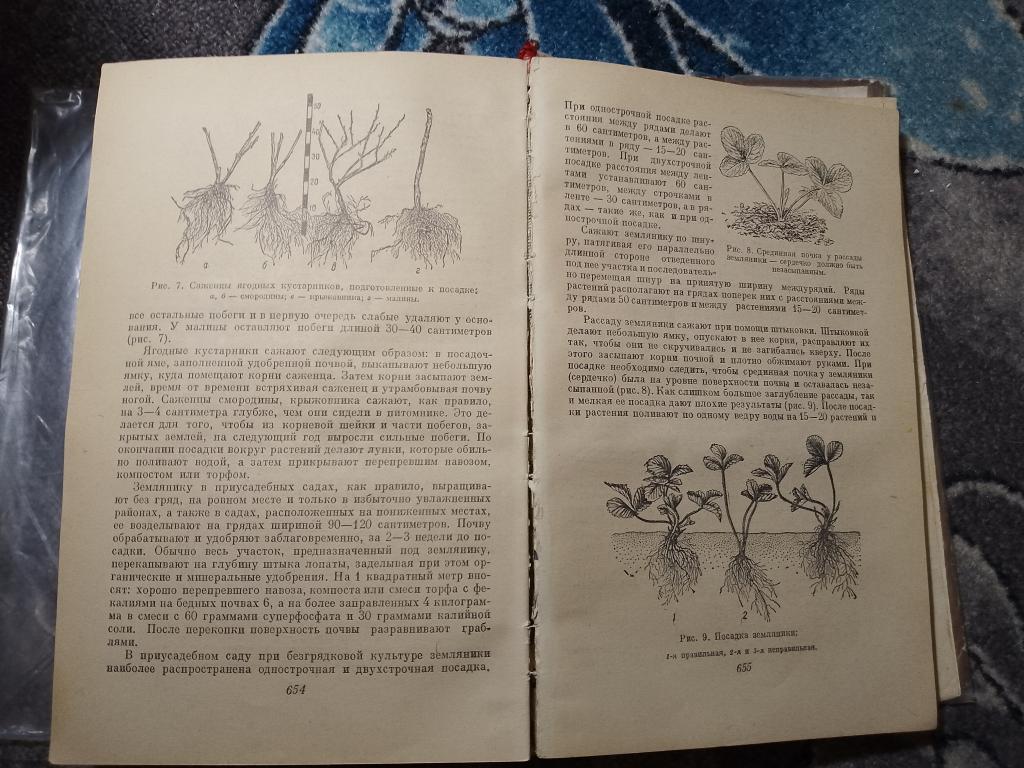 50
40
30
20
10
а б в г
Рис. 7. Саженцы ягодных кустарников, подготовленные к посадке;
а, б — смородины; в — крыжовника; г — малины.
все остальные побеги и в первую очередь слабые удаляют у осно-
вания. У малины оставляют побеги длиной 30—40 сантиметров
(рис. 7).
Ягодные кустарники сажают следующим образом: в посадоч-
ной яме, заполненной удобренной почвой, выкапывают небольшую
ямку, куда помещают корни саженца. Затем корни засыпают зем-
лей, время от времени встряхивая саженец и утрамбовывая почву
ногой. Саженцы смородины, крыжовника сажают, как правило,
на 3—4 сантиметра глубже, чем они сидели в питомнике. Это де-
лается для того, чтобы из корневой шейки и части побегов, за-
крытых землей, на следующий год выросли сильные побеги. По
окончании посадки вокруг растений делают лунки, которые обиль-
но поливают водой, а затем прикрывают перепревшим навозом,
компостом или торфом.
Землянику в приусадебных садах, как правило, выращива-
ют без гряд, на ровном месте и только в избыточно увлажненных
районах, а также в садах, расположенных на пониженных местах,
ее возделывают на грядах шириной 90—120 сантиметров. Почву
обрабатывают и удобряют заблаговременно, за 2—3 недели до по-
садки. Обычно весь участок, предназначенный под землянику,
перекапывают на глубину штыка лопаты, заделывая при этом ор-
ганические и минеральные удобрения. На 1 квадратный метр вно-
сят: хорошо перепревшего навоза, компоста или смеси торфа с фе-
калиями на бедных почвах 6, а на более заправленных 4 килограм-
ма в смеси с 60 граммами суперфосфата и 30 граммами калийной
соли. После перекопки поверхность почвы разравнивают граб-
лями.
В приусадебном саду при безгрядковой культуре земляники
наиболее распространена однострочная и двухстрочная посадка.
654
При однострочной посадке рас-
стояния между рядами делают
в 60 сантиметров, а между рас-
тениями в ряду — 15—20 сан-
тиметров. При двухстрочной
посадке расстояния между лен-
тами устанавливают 60 сан-
тиметров, между строчками в
ленте — 30 сантиметров, а в ря-
дах — такие же, как и при од-
нострочной посадке.
Сажают землянику по шну-
ру, натягивая его параллельно
длинной стороне отведенного
под нее участка и последователь-
но перемещая шнур на принятую ширину междурядий. Ряды
растений располагают на грядах поперек них с расстояниями меж-
ду рядами 50 сантиметров и между растениями 15—20 сантимет-
ров.
Рис. 8. Срединная почка у рассады
земляники — сердечко должно быть
незасыпанным.
Рассаду земляники сажают при помощи штыковки. Штыковкой
делают небольшую ямку, опускают в нее корни, расправляют их
так, чтобы они не скручивались и не загибались кверху. После
этого засыпают корни почвой и плотно обжимают руками. При
посадке необходимо следить, чтобы срединная почка у земляники
(сердечко) была на уровне поверхности почвы и оставалась неза-
сыпанной (рис. 8). Как слишком большое заглубление рассады, так
и мелкая ее посадка дают плохие результаты (рис. 9). После посад-
ки растения поливают по одному ведру воды на 15—20 растений и
1 2
Рис. 9. Посадка земляники:
1-я правильная, 2-я и 3-я неправильная.
655